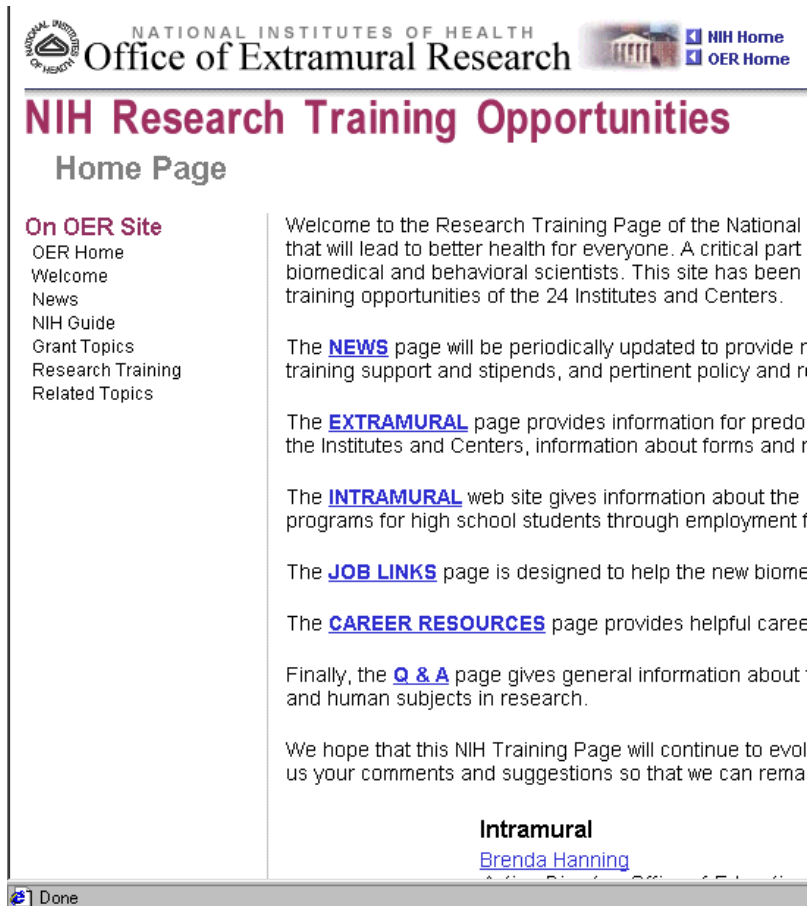 NATIONAL INSTITUTES OF HEALTH
Office of Extramural Research
NIH Home
OER Home
NIH Research Training Opportunities
Home Page
On OER Site
OER Home
Welcome
News
NIH Guide
Grant Topics
Research Training
Related Topics
Welcome to the Research Training Page of the National
that will lead to better health for everyone. A critical part
biomedical and behavioral scientists. This site has been
training opportunities of the 24 Institutes and Centers.
The NEWS page will be periodically updated to provide
training support and stipends, and pertinent policy and
The EXTRAMURAL page provides information for predo
the Institutes and Centers, information about forms and
The INTRAMURAL web site gives information about the
programs for high school students through employment
The JOB LINKS page is designed to help the new biome
The CAREER RESOURCES page provides helpful caree
Finally, the Q & A page gives general information about
and human subjects in research.
We hope that this NIH Training Page will continue to evol
us your comments and suggestions so that we can rema
Intramural
Brenda Hanning
Done